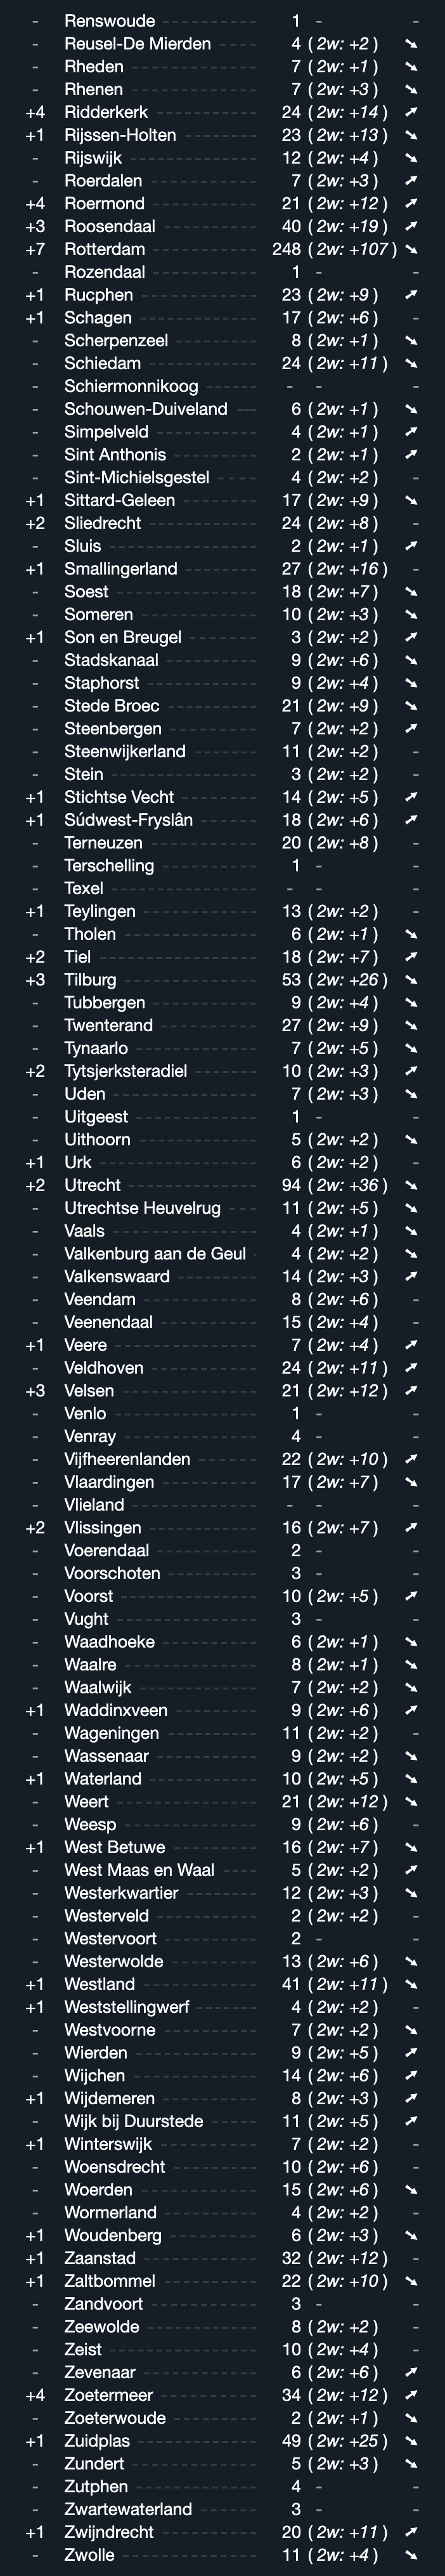 - Renswoude 1 - -
- Reusel-De Mierden 4 (2w: +2) ↘
- Rheden 7 (2w: +1) ↘
- Rhenen 7 (2w: +3) ↘
+4 Ridderkerk 24 (2w: +14) ↗
+1 Rijssen-Holten 23 (2w: +13) ↘
- Rijswijk 12 (2w: +4) ↘
- Roerdalen 7 (2w: +3) ↗
+4 Roermond 21 (2w: +12) ↗
+3 Roosendaal 40 (2w: +19) ↗
+7 Rotterdam 248 (2w: +107) ↘
- Rozendaal 1 - -
+1 Rucphen 23 (2w: +9) ↗
+1 Schagen 17 (2w: +6) -
- Scherpenzeel 8 (2w: +1) ↘
- Schiedam 24 (2w: +11) ↘
- Schiermonnikoog - - -
- Schouwen-Duiveland 6 (2w: +1) ↘
- Simpelveld 4 (2w: +1) ↗
- Sint Anthonis 2 (2w: +1) ↗
- Sint-Michielsgestel 4 (2w: +2) -
+1 Sittard-Geleen 17 (2w: +9) ↘
+2 Sliedrecht 24 (2w: +8) -
- Sluis 2 (2w: +1) ↗
+1 Smallingerland 27 (2w: +16) -
- Soest 18 (2w: +7) ↘
- Someren 10 (2w: +3) ↘
+1 Son en Breugel 3 (2w: +2) ↗
- Stadskanaal 9 (2w: +6) ↘
- Staphorst 9 (2w: +4) ↘
- Stede Broec 21 (2w: +9) ↘
- Steenbergen 7 (2w: +2) ↗
- Steenwijkerland 11 (2w: +2) -
- Stein 3 (2w: +2) -
+1 Stichtse Vecht 14 (2w: +5) ↗
+1 Súdwest-Fryslân 18 (2w: +6) ↗
- Terneuzen 20 (2w: +8) -
- Terschelling 1 - -
- Texel - - -
+1 Teylingen 13 (2w: +2) -
- Tholen 6 (2w: +1) ↘
+2 Tiel 18 (2w: +7) ↗
+3 Tilburg 53 (2w: +26) ↘
- Tubbergen 9 (2w: +4) ↘
- Twenterand 27 (2w: +9) ↘
- Tynaarlo 7 (2w: +5) ↘
+2 Tytsjerksteradiel 10 (2w: +3) ↗
- Uden 7 (2w: +3) ↘
- Uitgeest 1 - -
- Uithoorn 5 (2w: +2) ↘
+1 Urk 6 (2w: +2) -
+2 Utrecht 94 (2w: +36) ↘
- Utrechtse Heuvelrug 11 (2w: +5) ↘
- Vaals 4 (2w: +1) ↘
- Valkenburg aan de Geul 4 (2w: +2) ↘
- Valkenswaard 14 (2w: +3) ↗
- Veendam 8 (2w: +6) -
- Veenendaal 15 (2w: +4) -
+1 Veere 7 (2w: +4) ↗
- Veldhoven 24 (2w: +11) ↗
+3 Velsen 21 (2w: +12) ↗
- Venlo 1 - -
- Venray 4 - -
- Vijfheerenlanden 22 (2w: +10) ↗
- Vlaardingen 17 (2w: +7) ↘
- Vlieland - - -
+2 Vlissingen 16 (2w: +7) ↗
- Voerendaal 2 - -
- Voorschoten 3 - -
- Voorst 10 (2w: +5) ↗
- Vught 3 - -
- Waadhoeke 6 (2w: +1) ↘
- Waalre 8 (2w: +1) ↘
- Waalwijk 7 (2w: +2) ↘
+1 Waddinxveen 9 (2w: +6) ↗
- Wageningen 11 (2w: +2) -
- Wassenaar 9 (2w: +2) ↘
+1 Waterland 10 (2w: +5) ↘
- Weert 21 (2w: +12) ↘
- Weesp 9 (2w: +6) -
+1 West Betuwe 16 (2w: +7) ↘
- West Maas en Waal 5 (2w: +2) ↗
- Westerkwartier 12 (2w: +3) ↘
- Westerveld 2 (2w: +2) -
- Westervoort 2 - -
- Westerwolde 13 (2w: +6) ↘
+1 Westland 41 (2w: +11) ↘
+1 Weststellingwerf 4 (2w: +2) -
- Westvoorne 7 (2w: +2) ↘
- Wierden 9 (2w: +5) ↗
- Wijchen 14 (2w: +6) ↗
+1 Wijdemeren 8 (2w: +3) ↗
- Wijk bij Duurstede 11 (2w: +5) ↗
+1 Winterswijk 7 (2w: +2) -
- Woensdrecht 10 (2w: +6) -
- Woerden 15 (2w: +6) ↘
- Wormerland 4 (2w: +2) -
+1 Woudenberg 6 (2w: +3) ↘
+1 Zaanstad 32 (2w: +12) -
+1 Zaltbommel 22 (2w: +10) ↘
- Zandvoort 3 - -
- Zeewolde 8 (2w: +2) -
- Zeist 10 (2w: +4) -
- Zevenaar 6 (2w: +6) ↗
+4 Zoetermeer 34 (2w: +12) ↗
- Zoeterwoude 2 (2w: +1) ↘
+1 Zuidplas 49 (2w: +25) ↘
- Zundert 5 (2w: +3) ↘
- Zutphen 4 - -
- Zwartewaterland 3 - -
+1 Zwijndrecht 20 (2w: +11) ↗
- Zwolle 11 (2w: +4) ↘